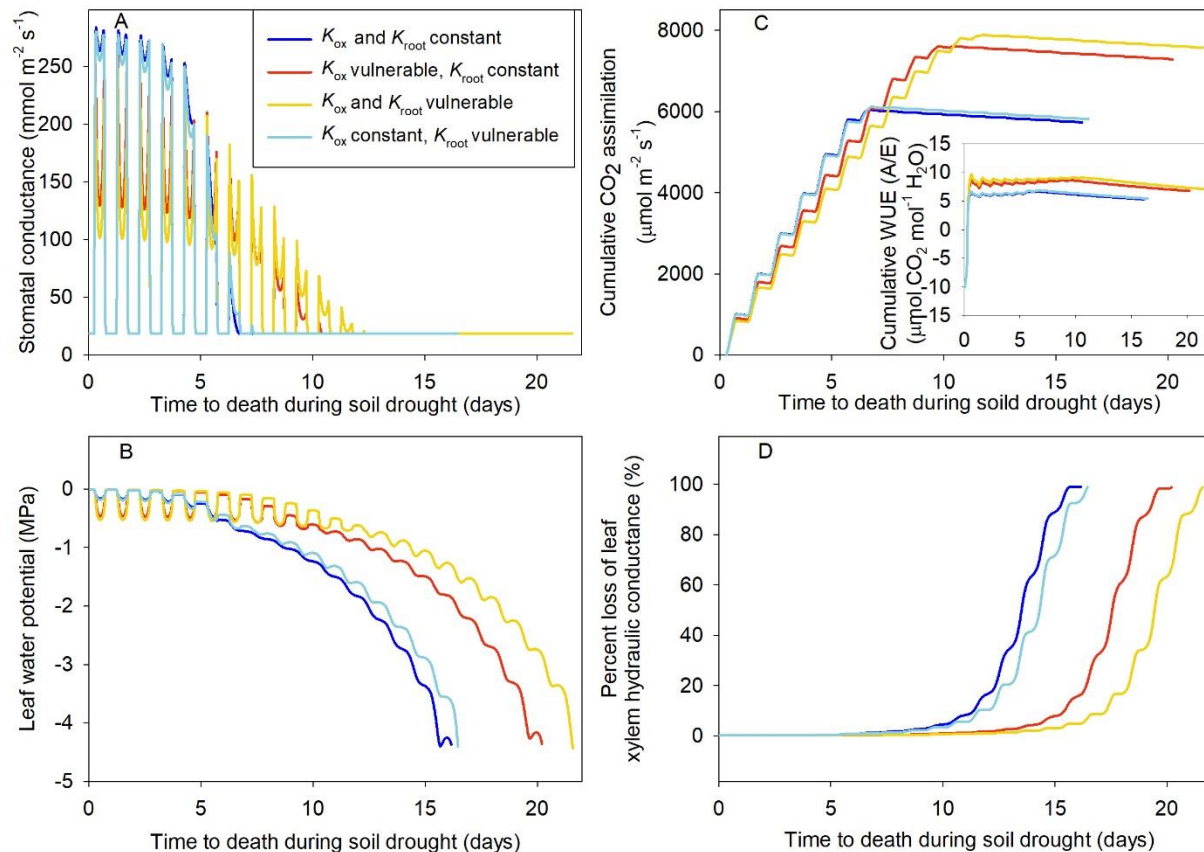 A
Stomatal conductance (mmol m-2 s-1)
250
200
150
100
50
0
0 5 10 15 20
Time to death during soil drought (days)
Kox and Kroot constant
Kox vulnerable, Kroot constant
Kox and Kroot vulnerable
Kox constant, Kroot vulnerable
C
Cumulative CO2 assimilation
(μmol m-2 s-1)
8000
6000
4000
2000
0
0 5 10 15 20
Time to death during soild drought (days)
Cumulative WUE (A/E)
(μmol CO2 mol-1 H2O)
15
10
5
0
-5
10
15
0 5 10 15 20
B
Leaf water potential (MPa)
0
-1
-2
-3
-4
-5
0 5 10 15 20
Time to death during soil drought (days)
D
Percent loss of leaf
xylem hydraulic conductance (%)
100
80
60
40
20
0
0 5 10 15 20
Time to death during soil drought (days)